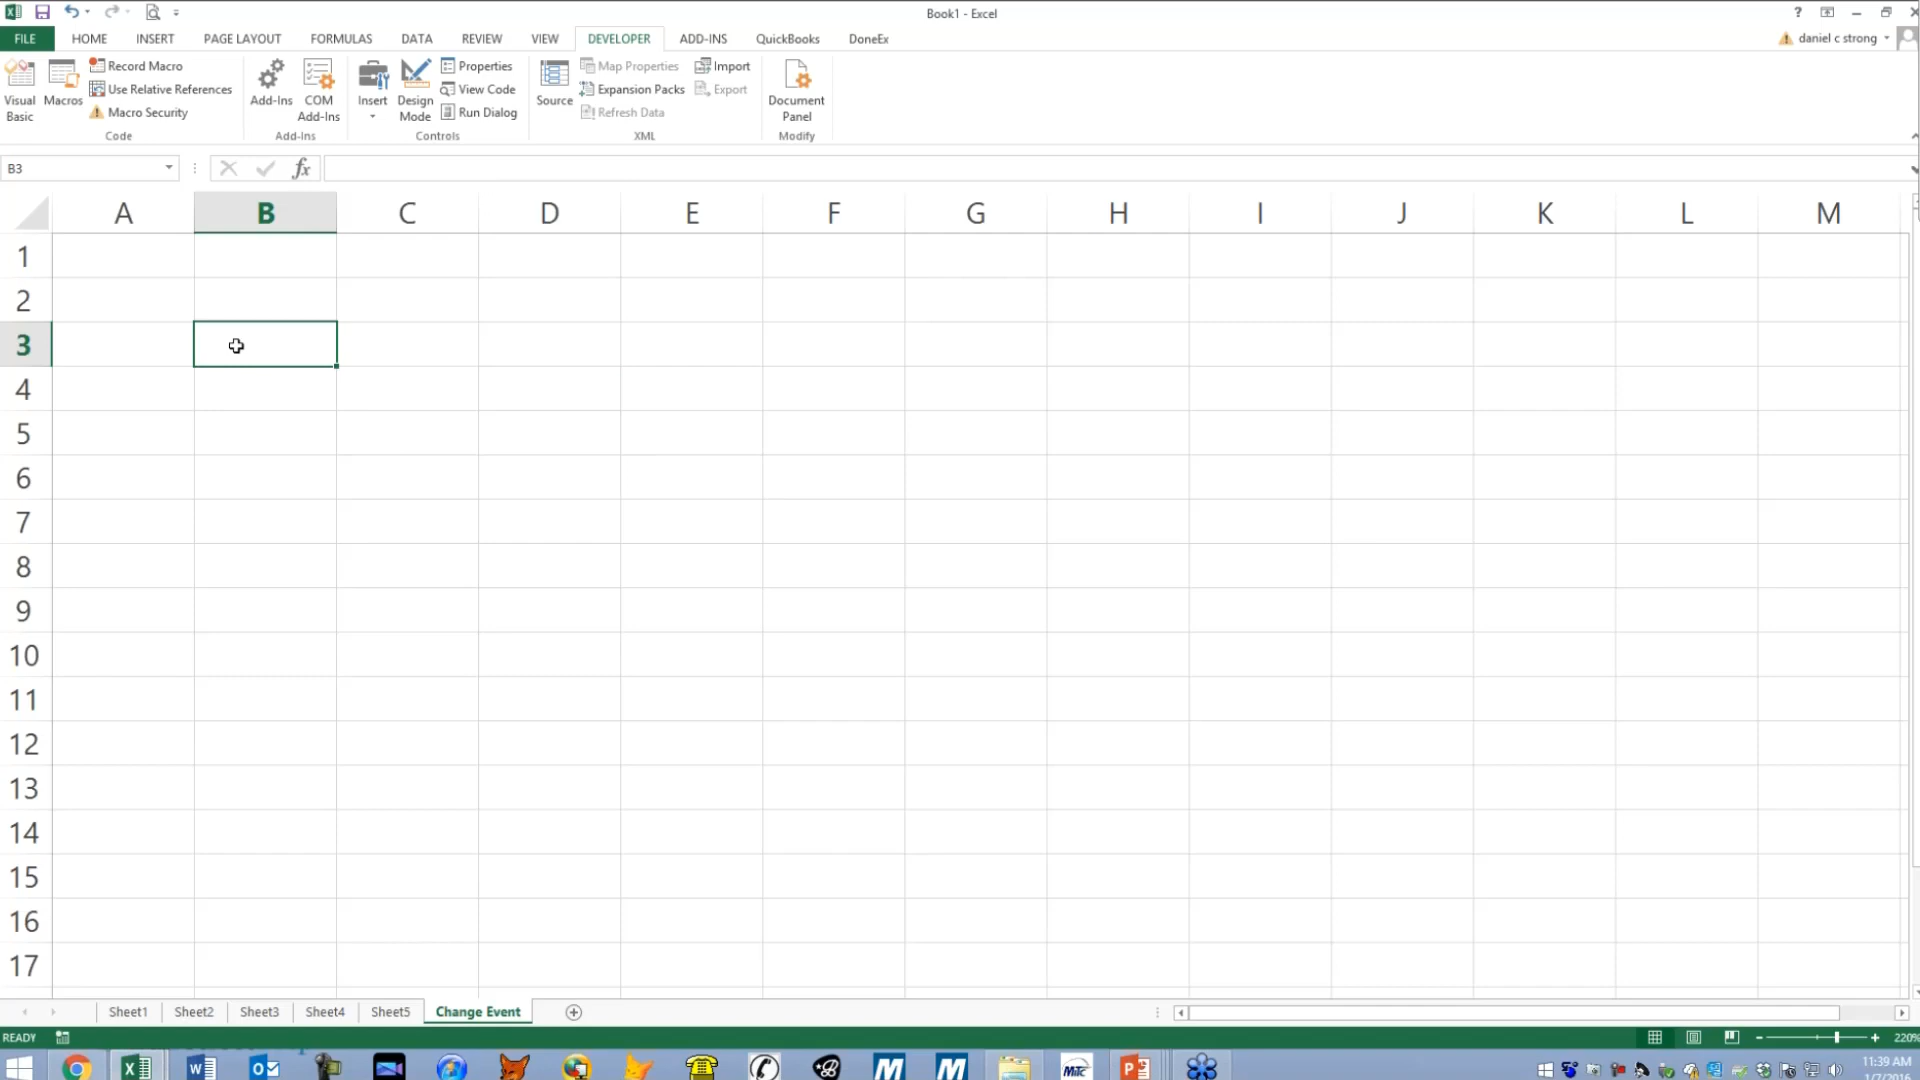 Book1 - Excel
?
FILE HOME INSERT PAGE LAYOUT FORMULAS DATA REVIEW VIEW DEVELOPER ADD-INS QuickBooks DoneEx
daniel c strong
Visual Basic
Macros
Record Macro
Use Relative References
Macro Security
Code
Add-Ins
COM Add-Ins
Add-Ins
Insert
Design Mode
Properties
View Code
Run Dialog
Controls
Source
Map Properties
Expansion Packs
Refresh Data
Import
Export
XML
Document Panel
Modify
B3
fx
A B C D E F G H I J K L M
1
2
3
4
5
6
7
8
9
10
11
12
13
14
15
16
17
Sheet1 Sheet2 Sheet3 Sheet4 Sheet5 Change Event
READY
220%
11:39 AM
1/7/2016